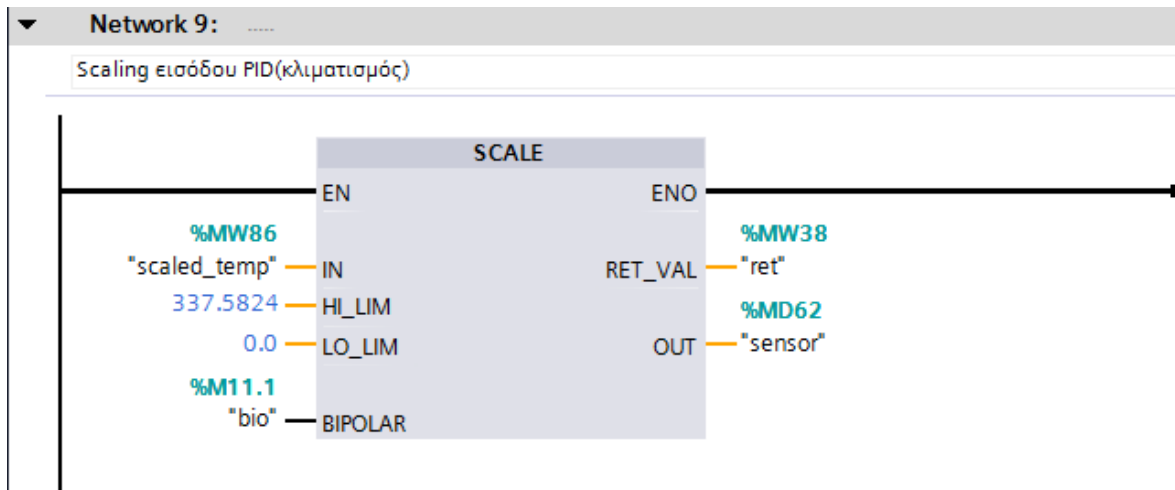 Network 9: .....
Scaling εισόδου PID(κλιματισμός)
SCALE
EN ENO
%MW86 %MW38
"scaled_temp" IN RET_VAL "ret"
337.5824 HI_LIM %MD62
0.0 LO_LIM OUT "sensor"
%M11.1
"bio" BIPOLAR